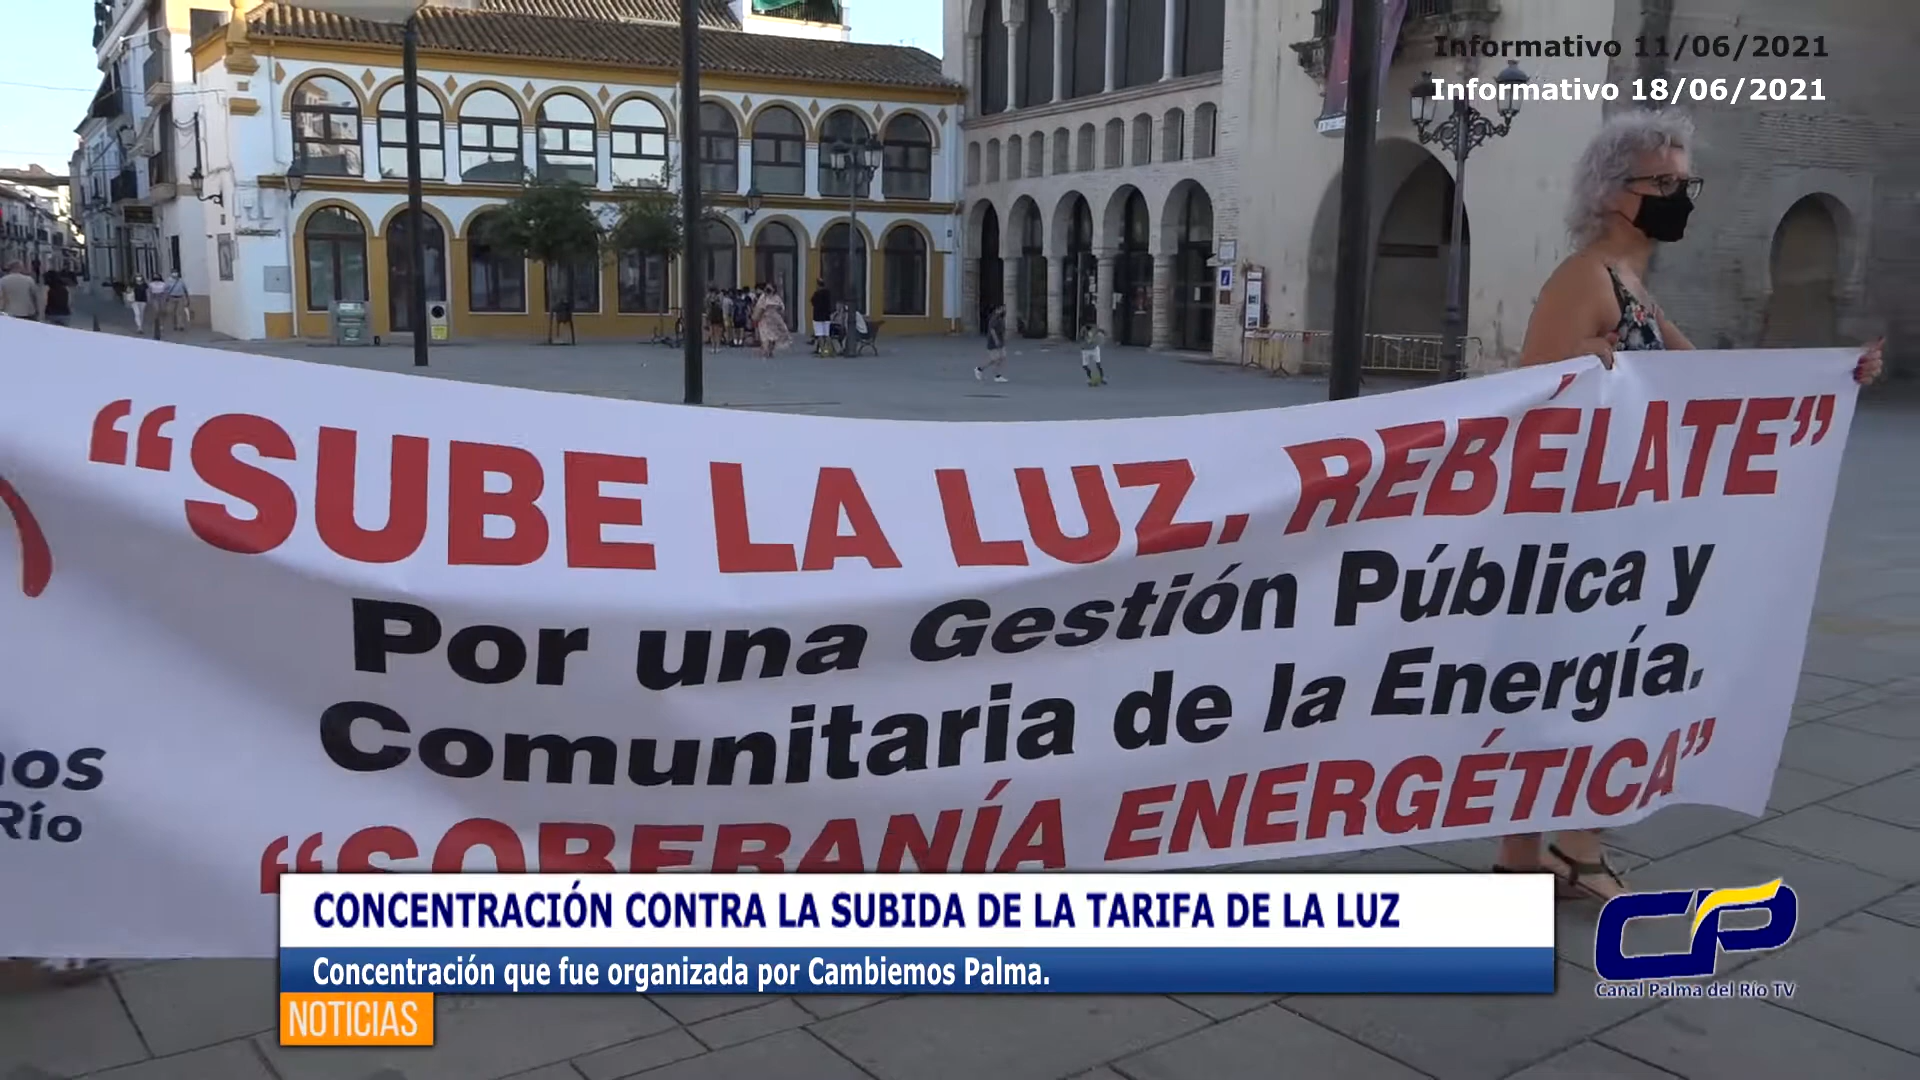 Informativo 11/06/2021
Informativo 18/06/2021
“SUBE LA LUZ, REBÉLATE”
Por una Gestión Pública y
Comunitaria de la Energía.
“SOBERANÍA ENERGÉTICA”
Río
CONCENTRACIÓN CONTRA LA SUBIDA DE LA TARIFA DE LA LUZ
Concentración que fue organizada por Cambiemos Palma.
NOTICIAS
CP
Canal Palma del Río TV